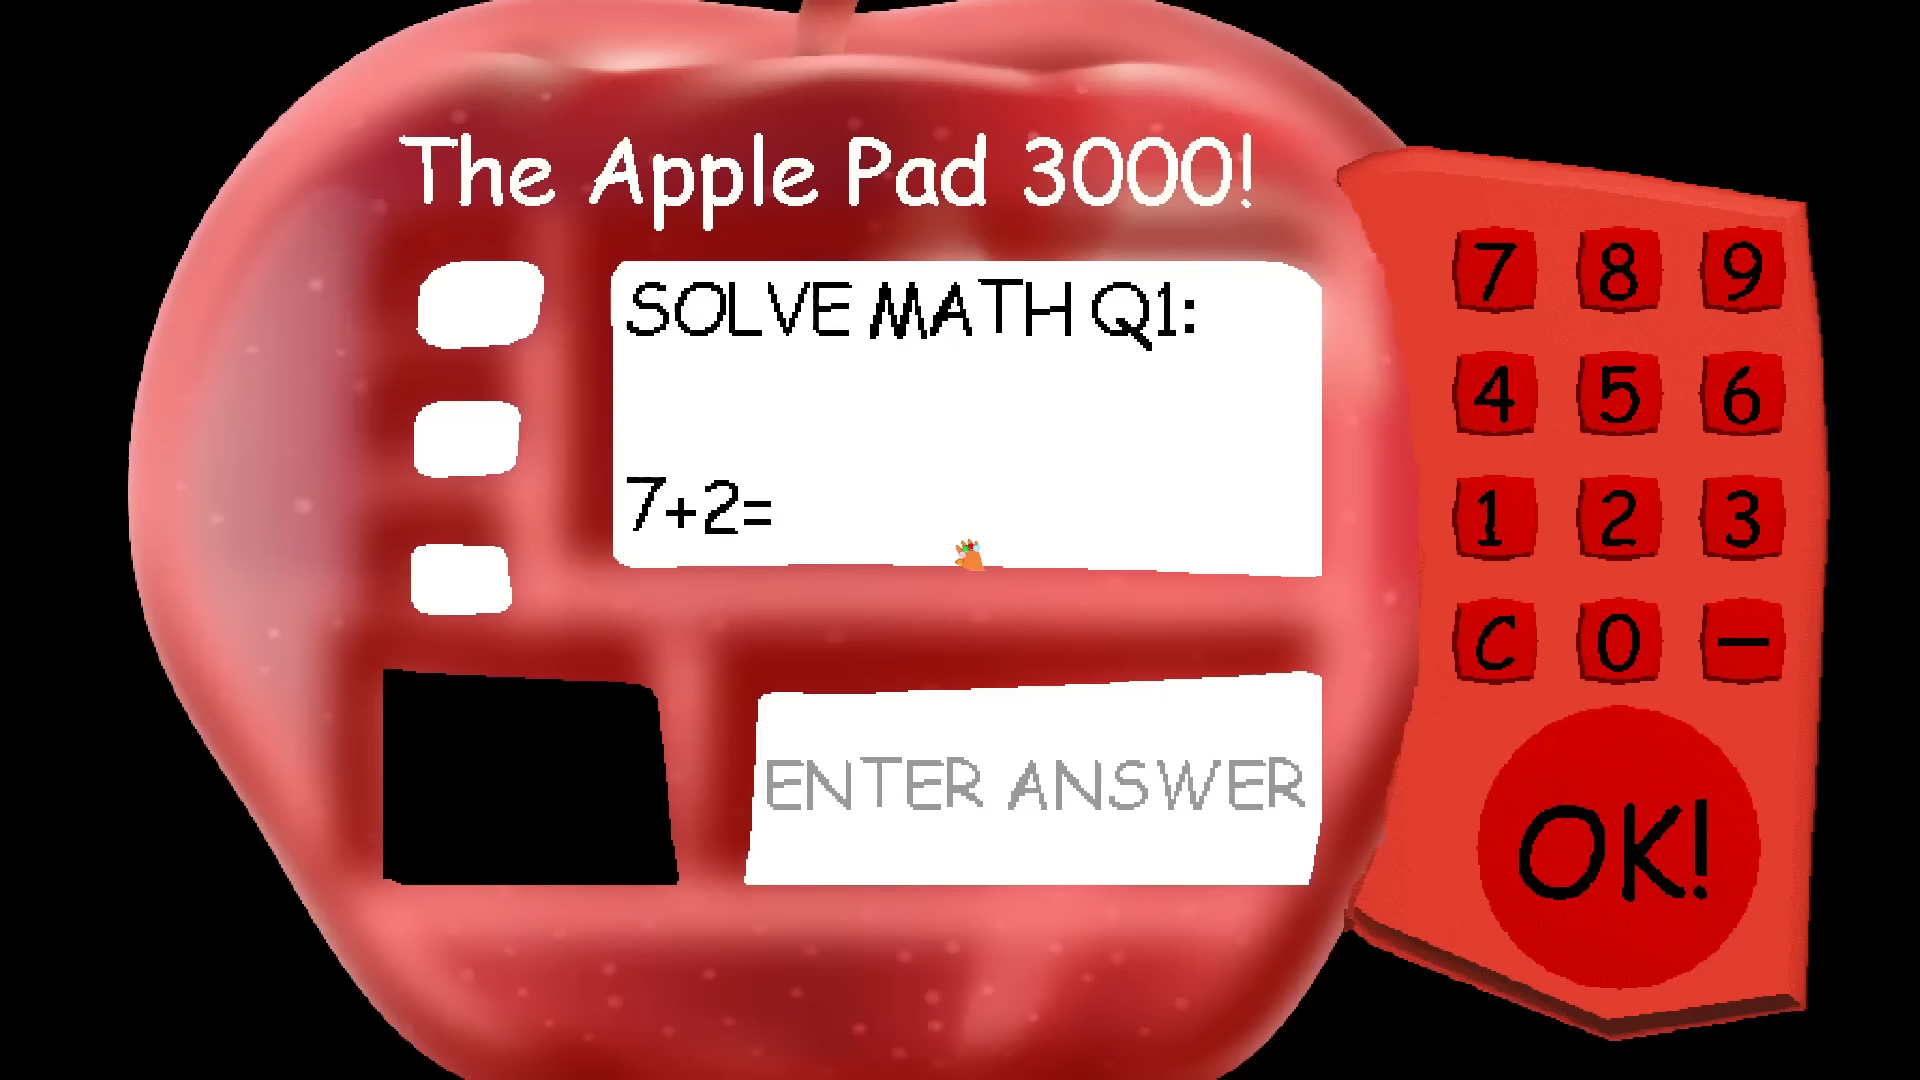 The Apple Pad 3000!
SOLVE MATH Q1:
7+2=
ENTER ANSWER
7 8 9
4 5 6
1 2 3
C 0 −
OK!